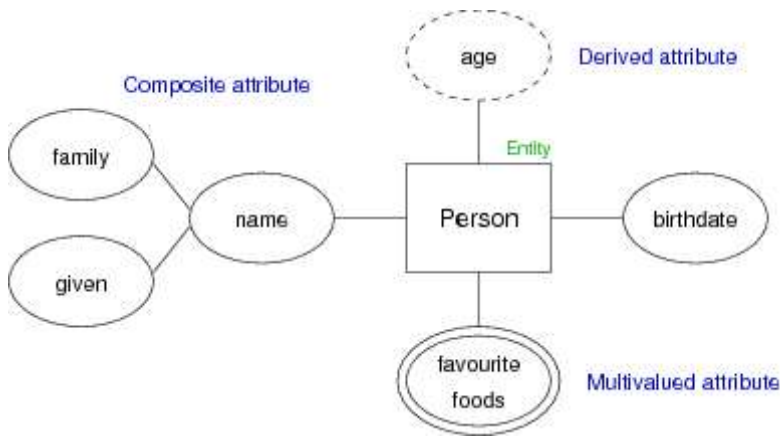 age
Derived attribute
Composite attribute
family
Entity
name
Person
birthdate
given
favourite
foods
Multivalued attribute